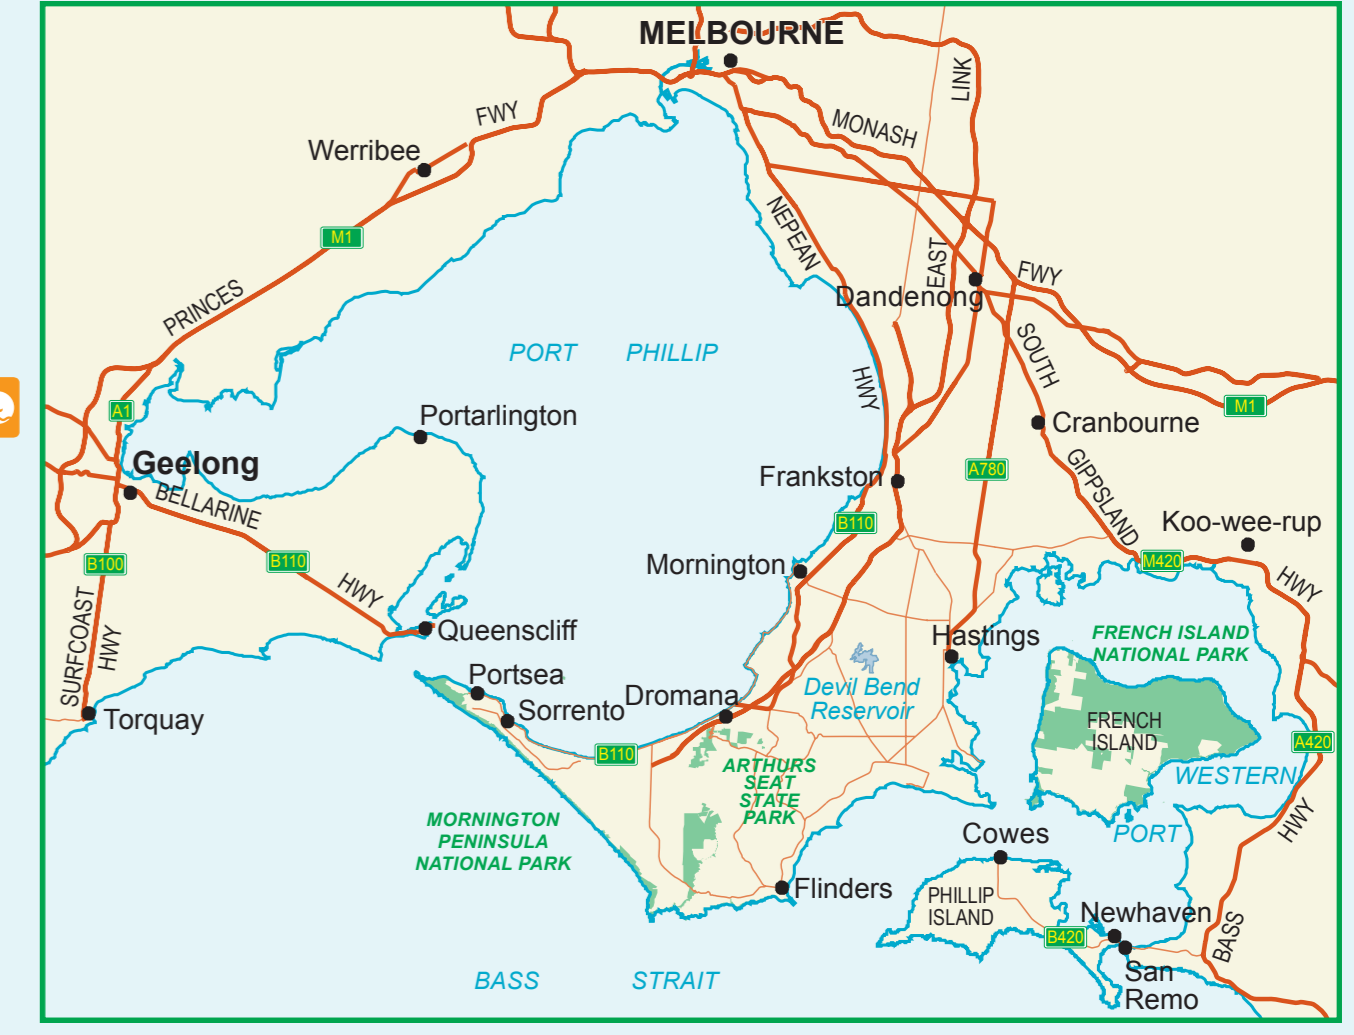 MELBOURNE
LINK
FWY
MONASH
Werribee
NEPEAN
M1
EAST
FWY
Dandenong
PRINCES
SOUTH
PORT PHILLIP
HWY
A1
M1
Portarlington
Cranbourne
Geelong
GIPPSLAND
A780
Frankston
BELLARINE
B110
Koo-wee-rup
B100
B110
Mornington
M420
HWY
HWY
SURFCOAST
HWY
Queenscliff
Hastings
FRENCH ISLAND
NATIONAL PARK
Portsea
Devil Bend
Reservoir
Dromana
Sorrento
Torquay
FRENCH
ISLAND
A420
B110
ARTHURS
SEAT
STATE
PARK
WESTERN
PORT
MORNINGTON
PENINSULA
NATIONAL PARK
HWY
Cowes
Flinders
PHILLIP
ISLAND
Newhaven
B420
BASS
San
Remo
BASS STRAIT